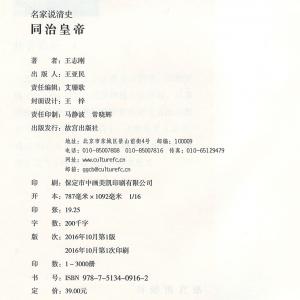 名家说清史
同治皇帝
著 者：王志刚
出 版 人：王亚民
责任编辑：艾珊歌
封面设计：王 梓
责任印制：马静波 常晓辉
出版发行：故宫出版社
地址：北京市东城区景山前街4号 邮编：100009
电话：010-85007808 010-85007816 传真：010-65129479
网址：www.culturefc.cn
邮箱：ggcb@culturefc.cn
印 刷：保定市中画美凯印刷有限公司
开 本：787毫米×1092毫米 1/16
印 张：19.25
字 数：200千字
版 次：2016年10月第1版
2016年10月第1次印刷
印 数：1－3000册
书 号：ISBN 978-7-5134-0916-2
定 价：39.00元